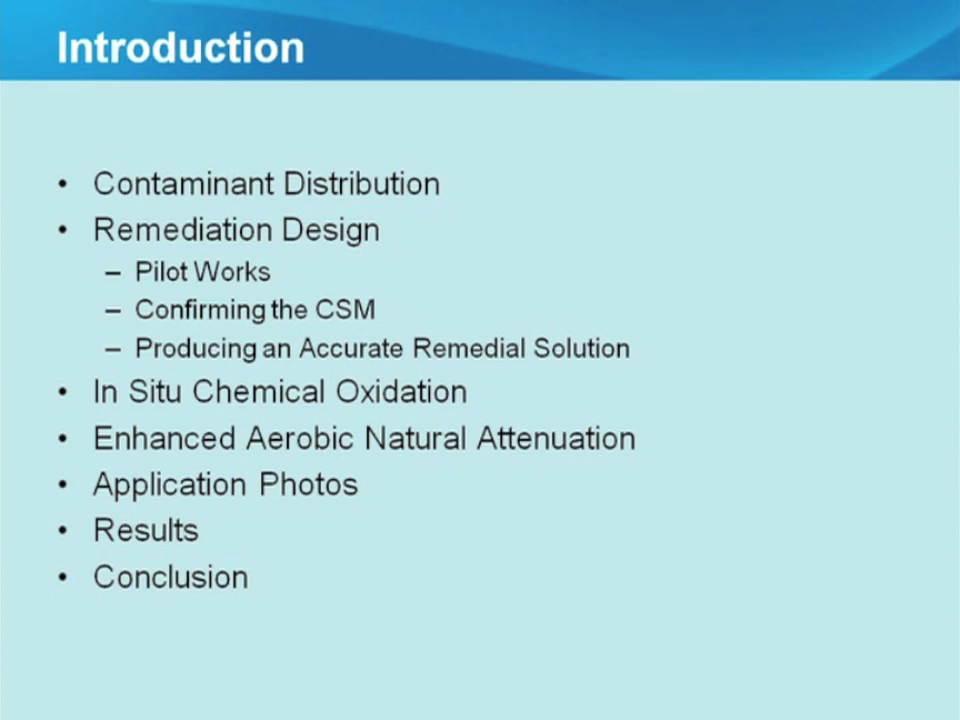 Introduction
• Contaminant Distribution
• Remediation Design
– Pilot Works
– Confirming the CSM
– Producing an Accurate Remedial Solution
• In Situ Chemical Oxidation
• Enhanced Aerobic Natural Attenuation
• Application Photos
• Results
• Conclusion